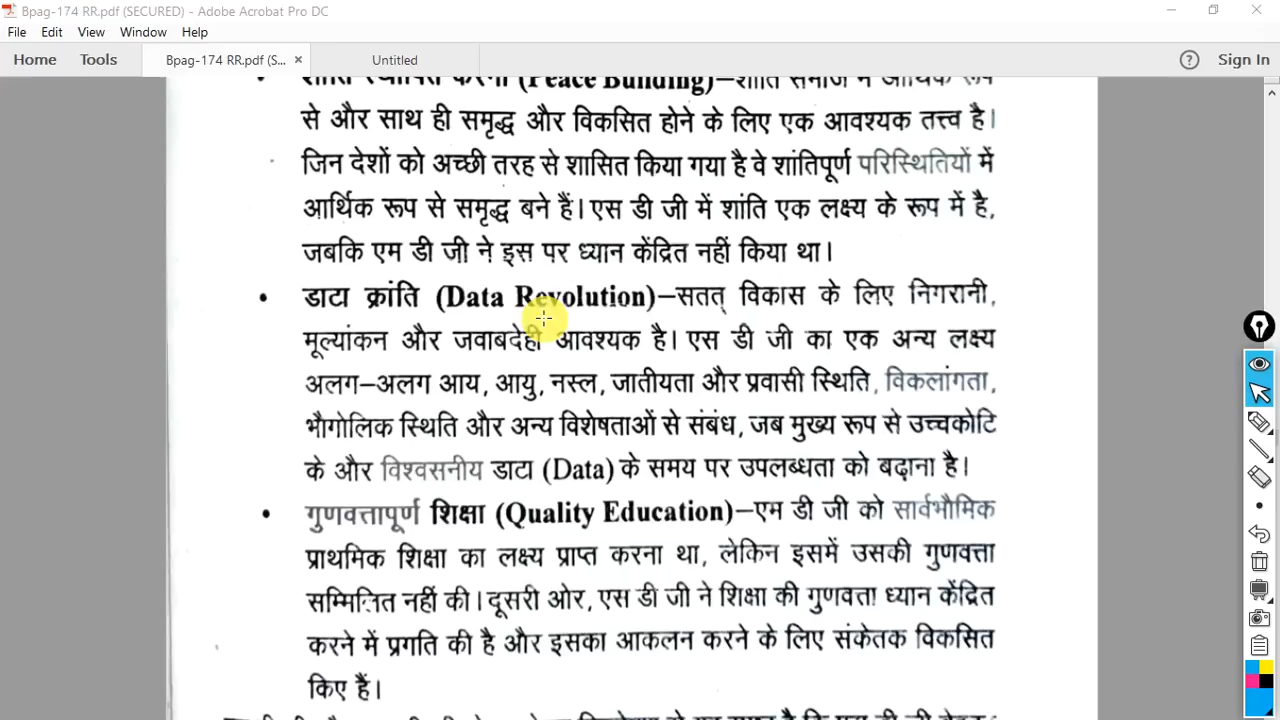 Bpag-174 RR.pdf (SECURED) - Adobe Acrobat Pro DC
File Edit View Window Help
Home Tools Bpag-174 RR.pdf (S... × Untitled ? Sign In
शांति स्थापित करना (Peace Building)–शांति समाज में आर्थिक रूप
से और साथ ही समृद्ध और विकसित होने के लिए एक आवश्यक तत्त्व है।
जिन देशों को अच्छी तरह से शासित किया गया है वे शांतिपूर्ण परिस्थितियों में
आर्थिक रूप से समृद्ध बने हैं। एस डी जी में शांति एक लक्ष्य के रूप में है,
जबकि एम डी जी ने इस पर ध्यान केंद्रित नहीं किया था।
• डाटा क्रांति (Data Revolution)–सतत् विकास के लिए निगरानी,
मूल्यांकन और जवाबदेही आवश्यक है। एस डी जी का एक अन्य लक्ष्य
अलग–अलग आय, आयु, नस्ल, जातीयता और प्रवासी स्थिति, विकलांगता,
भौगोलिक स्थिति और अन्य विशेषताओं से संबंध, जब मुख्य रूप से उच्चकोटि
के और विश्वसनीय डाटा (Data) के समय पर उपलब्धता को बढ़ाना है।
• गुणवत्तापूर्ण शिक्षा (Quality Education)–एम डी जी को सार्वभौमिक
प्राथमिक शिक्षा का लक्ष्य प्राप्त करना था, लेकिन इसमें उसकी गुणवत्ता
सम्मिलित नहीं की। दूसरी ओर, एस डी जी ने शिक्षा की गुणवत्ता ध्यान केंद्रित
करने में प्रगति की है और इसका आकलन करने के लिए संकेतक विकसित
किए हैं।